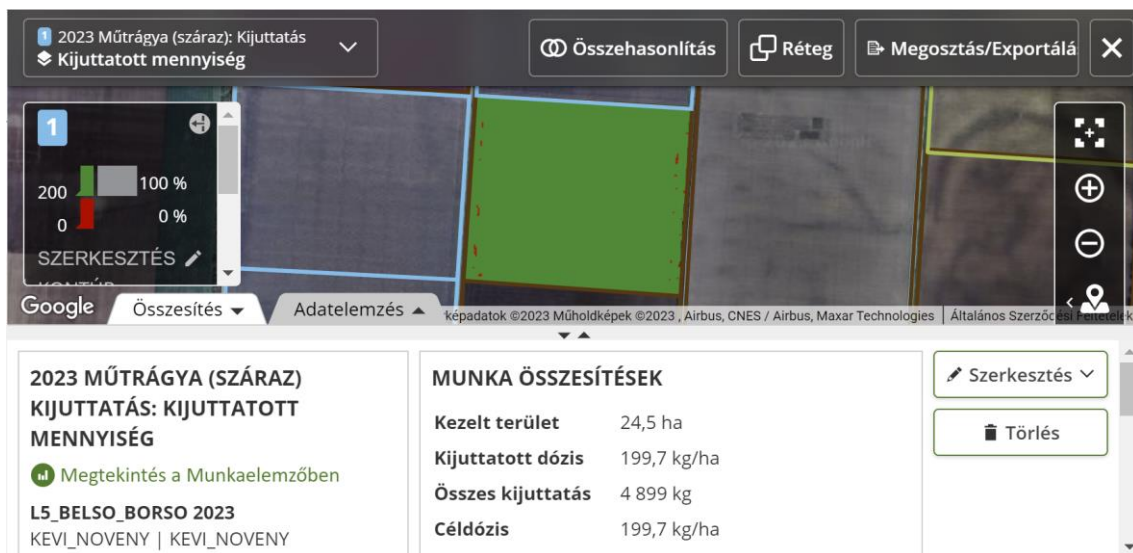 1 2023 Műtrágya (száraz): Kijuttatás
Kijuttatott mennyiség
Összehasonlítás
Réteg
Megosztás/Exportálá
1
200 100 %
0 0 %
SZERKESZTÉS
Google
Összesítés
Adatelemzés
képadatok ©2023 Műholdképek ©2023 , Airbus, CNES / Airbus, Maxar Technologies
Általános Szerződési Feltételek
2023 MŰTRÁGYA (SZÁRAZ)
KIJUTTATÁS: KIJUTTATOTT
MENNYISÉG
Megtekintés a Munkaelemzőben
L5_BELSO_BORSO 2023
KEVI_NOVENY | KEVI_NOVENY
MUNKA ÖSSZESÍTÉSEK
Kezelt terület 24,5 ha
Kijuttatott dózis 199,7 kg/ha
Összes kijuttatás 4 899 kg
Céldózis 199,7 kg/ha
Szerkesztés
Törlés